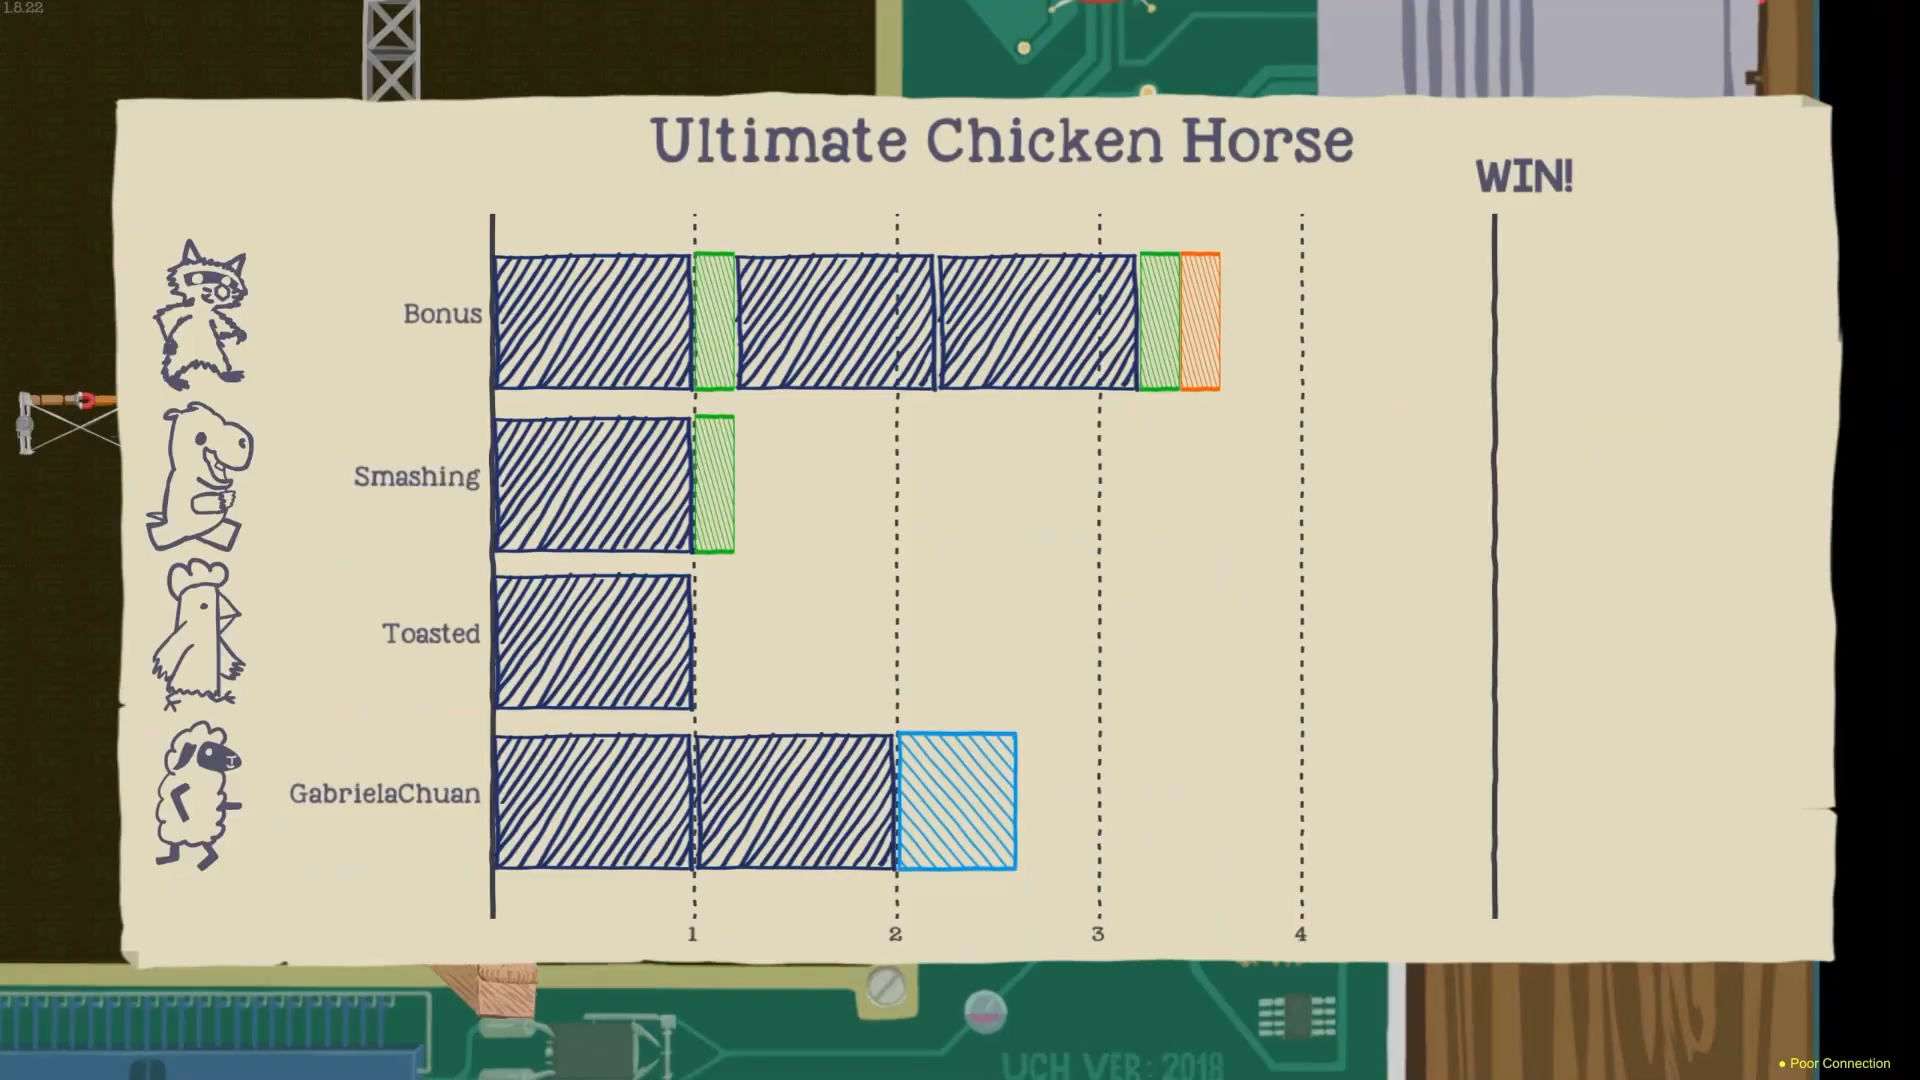 1.8.22
Ultimate Chicken Horse
WIN!
Bonus
Smashing
Toasted
GabrielaChuan
1 2 3 4
UCH VER: 2018
Poor Connection